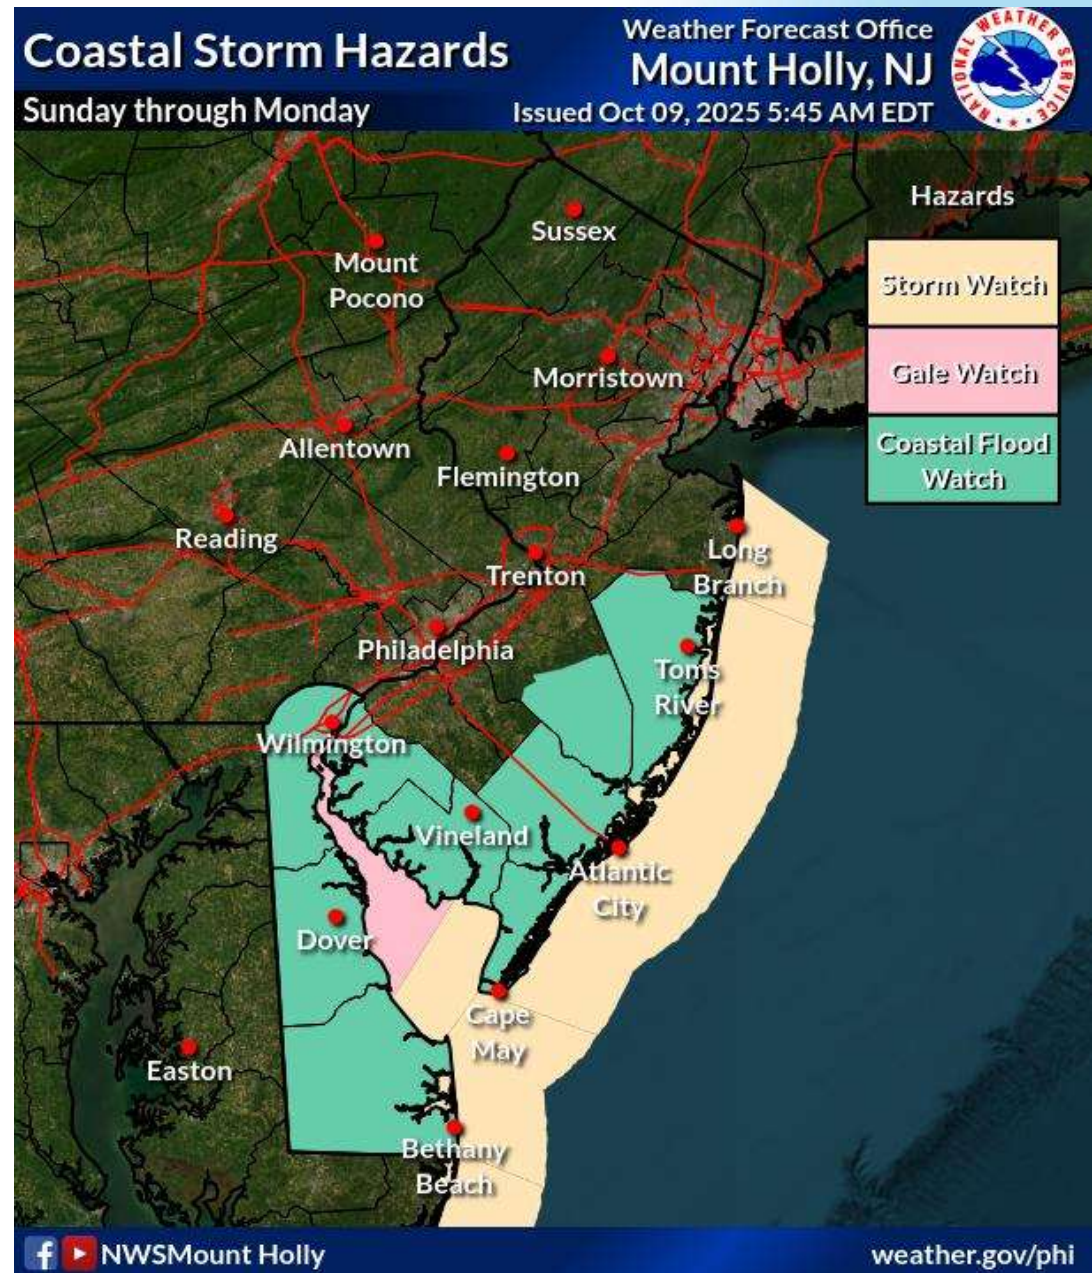 Coastal Storm Hazards
Sunday through Monday
Weather Forecast Office
Mount Holly, NJ
Issued Oct 09, 2025 5:45 AM EDT
NATIONAL WEATHER SERVICE
Hazards
Storm Watch
Gale Watch
Coastal Flood
Watch
Sussex
Mount
Pocono
Morristown
Allentown
Flemington
Reading
Trenton
Long
Branch
Philadelphia
Toms
River
Wilmington
Vineland
Atlantic
City
Dover
Cape
May
Easton
Bethany
Beach
NWSMount Holly
weather.gov/phi